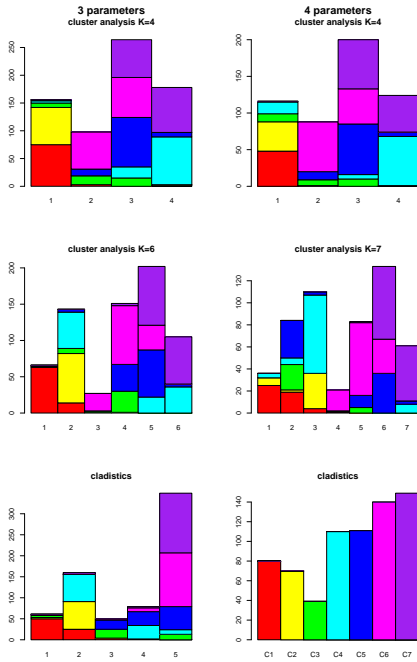 3 parameters
cluster analysis K=4
0 50 100 150 200 250
1 2 3 4
4 parameters
cluster analysis K=4
0 50 100 150 200
1 2 3 4
cluster analysis K=6
0 50 100 150 200
1 2 3 4 5 6
cluster analysis K=7
0 20 40 60 80 100 120
1 2 3 4 5 6 7
cladistics
0 50 100 150 200 250 300
1 2 3 4 5
cladistics
0 20 40 60 80 100 120 140
C1 C2 C3 C4 C5 C6 C7